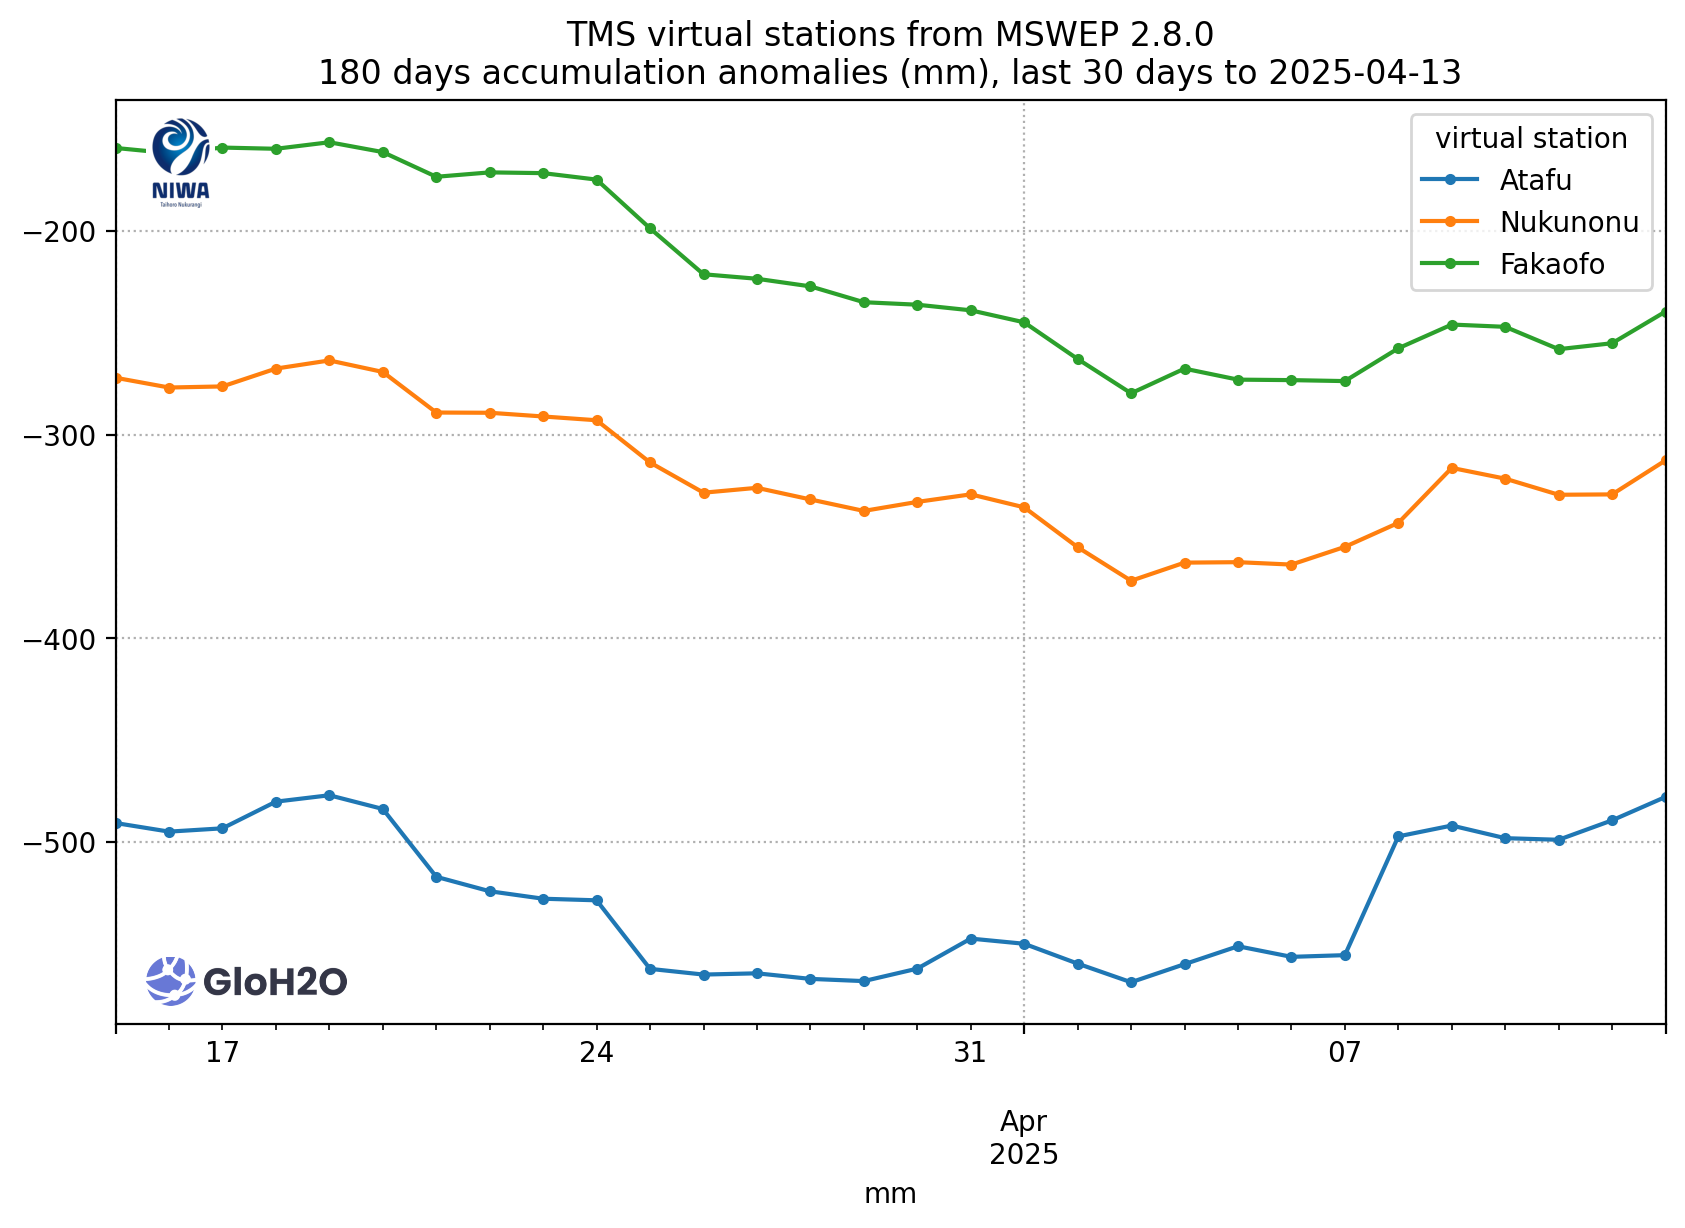 TMS virtual stations from MSWEP 2.8.0
180 days accumulation anomalies (mm), last 30 days to 2025-04-13
NIWA
Taihoro Nukurangi
virtual station
Atafu
Nukunonu
Fakaofo
−200
−300
−400
−500
GloH2O
17
24
31
07
Apr
2025
mm